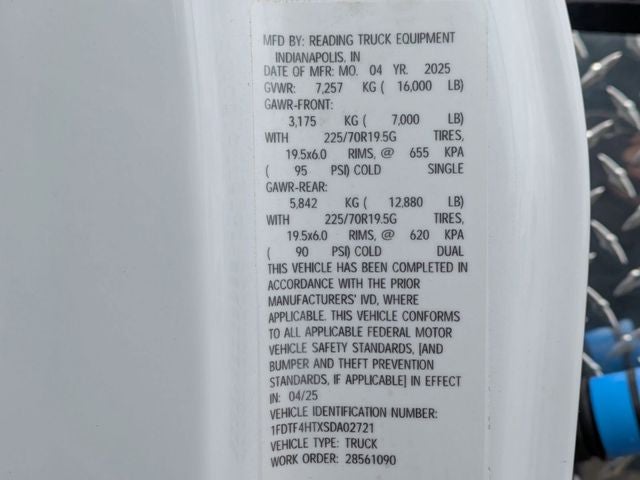 MFD BY: READING TRUCK EQUIPMENT
INDIANAPOLIS, IN
DATE OF MFR: MO. 04 YR. 2025
GVWR: 7,257 KG ( 16,000 LB)
GAWR-FRONT:
3,175 KG ( 7,000 LB)
WITH 225/70R19.5G TIRES,
19.5x6.0 RIMS, @ 655 KPA
( 95 PSI) COLD SINGLE
GAWR-REAR:
5,842 KG ( 12,880 LB)
WITH 225/70R19.5G TIRES,
19.5x6.0 RIMS, @ 620 KPA
( 90 PSI) COLD DUAL
THIS VEHICLE HAS BEEN COMPLETED IN
ACCORDANCE WITH THE PRIOR
MANUFACTURERS' IVD, WHERE
APPLICABLE. THIS VEHICLE CONFORMS
TO ALL APPLICABLE FEDERAL MOTOR
VEHICLE SAFETY STANDARDS, [AND
BUMPER AND THEFT PREVENTION
STANDARDS, IF APPLICABLE] IN EFFECT
IN: 04/25
VEHICLE IDENTIFICATION NUMBER:
1FDTF4HTXSDA02721
VEHICLE TYPE: TRUCK
WORK ORDER: 28561090